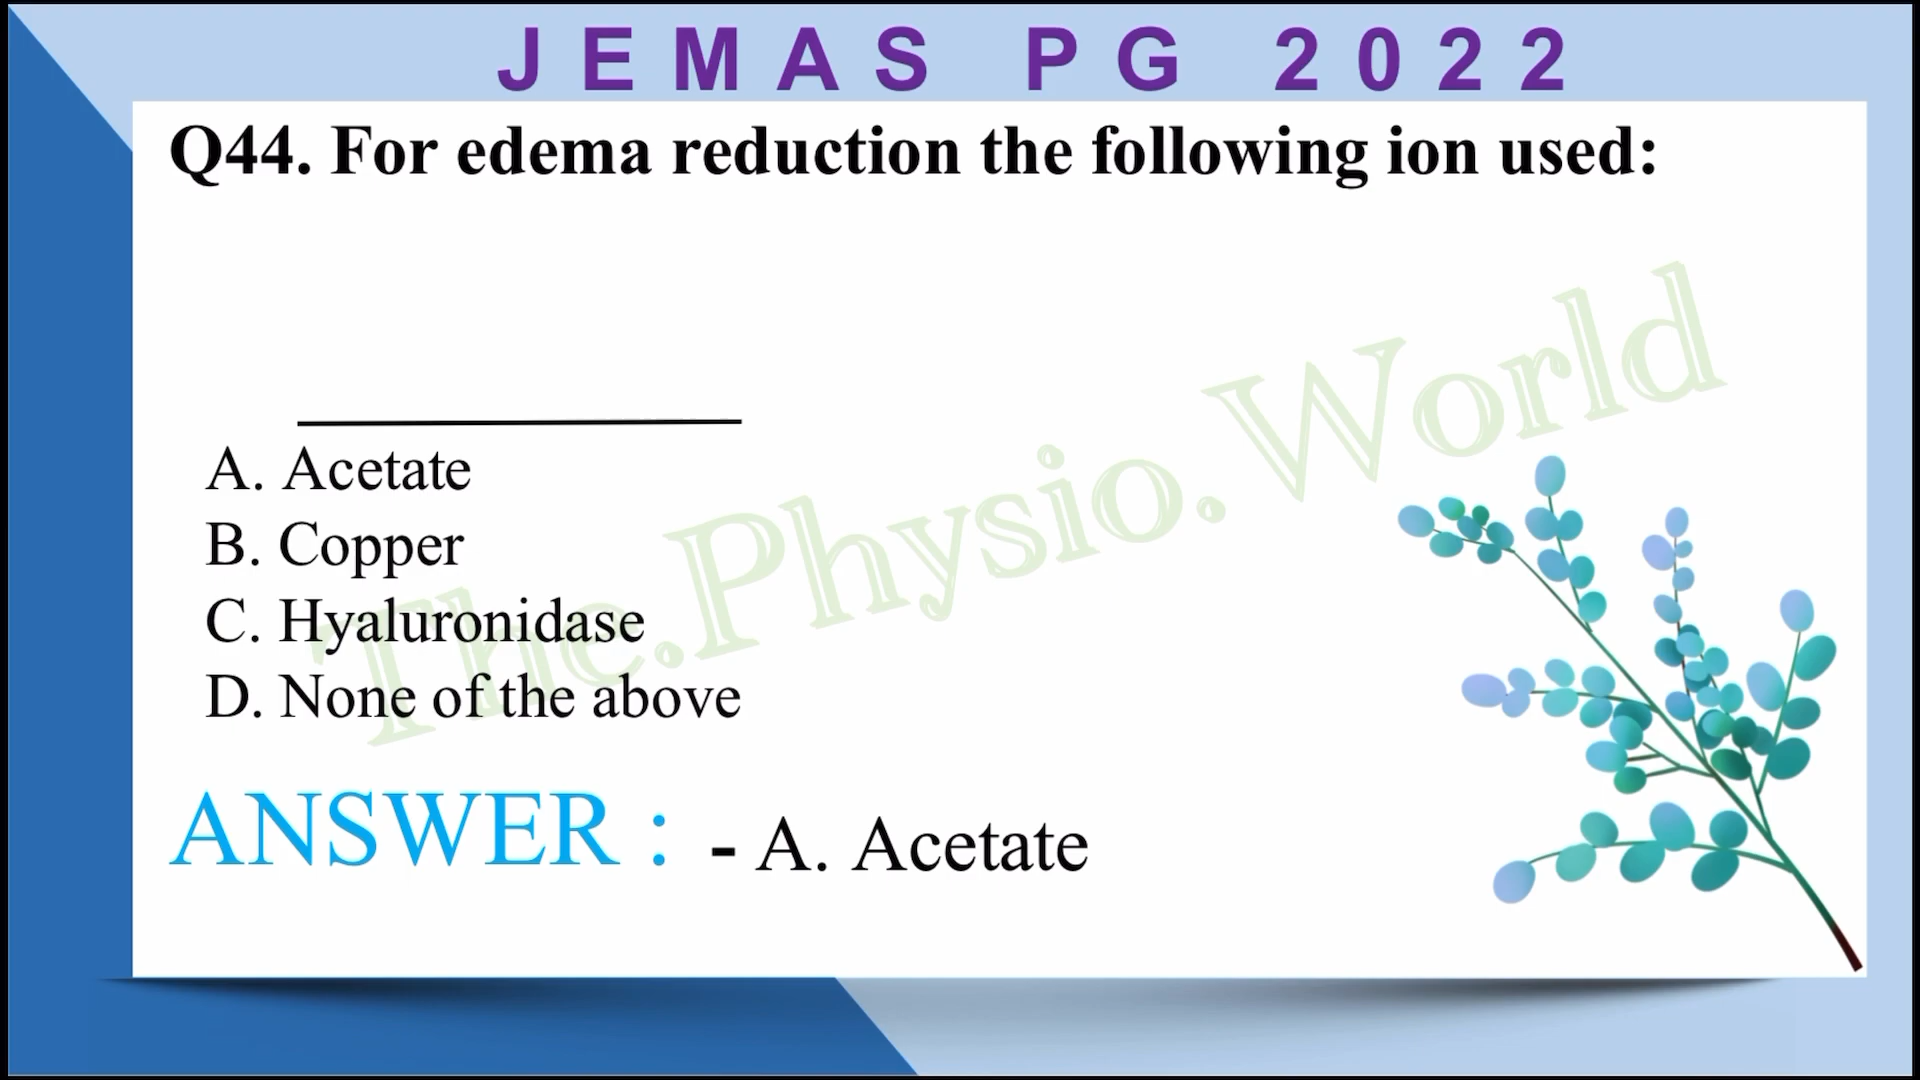 JEMAS PG 2022
Q44. For edema reduction the following ion used:
A. Acetate
B. Copper
C. Hyaluronidase
D. None of the above
The.Physio.World
ANSWER : - A. Acetate